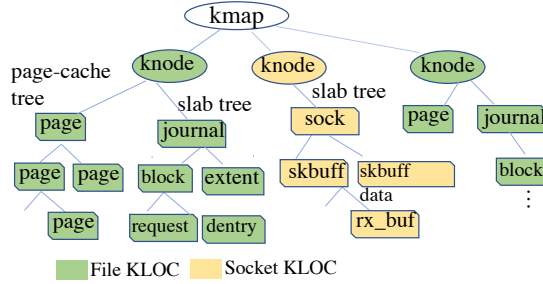 kmap
knode
knode
knode
page-cache
tree
slab tree
slab tree
page
journal
sock
page
journal
page
page
block
extent
skbuff
skbuff
data
block
page
request
dentry
rx_buf
File KLOC
Socket KLOC